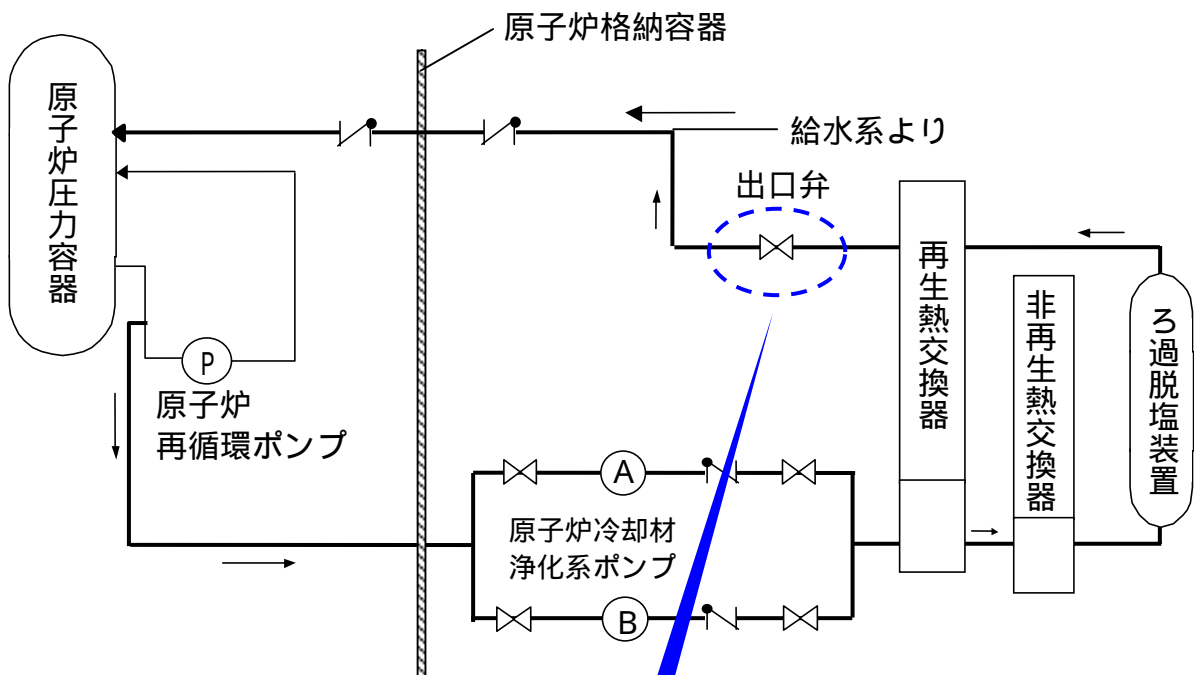 原子炉格納容器
給水系より
出口弁
原子炉圧力容器
再生熱交換器
非再生熱交換器
ろ過脱塩装置
P
原子炉
再循環ポンプ
A
原子炉冷却材
浄化系ポンプ
B